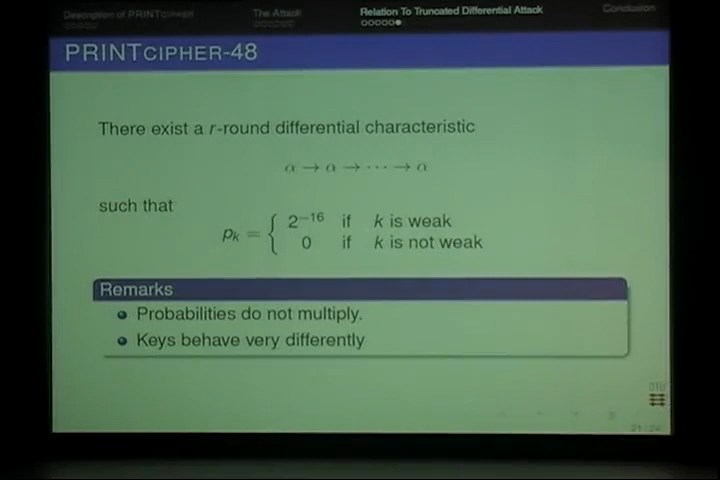 Description of PRINTCIPHER
The Attack
Relation To Truncated Differential Attack
Conclusion
PRINTCIPHER-48
There exist a r-round differential characteristic
α → α → ··· → α
such that
p_k = { 2^{-16} if k is weak
0 if k is not weak
Remarks
Probabilities do not multiply.
Keys behave very differently
DTU